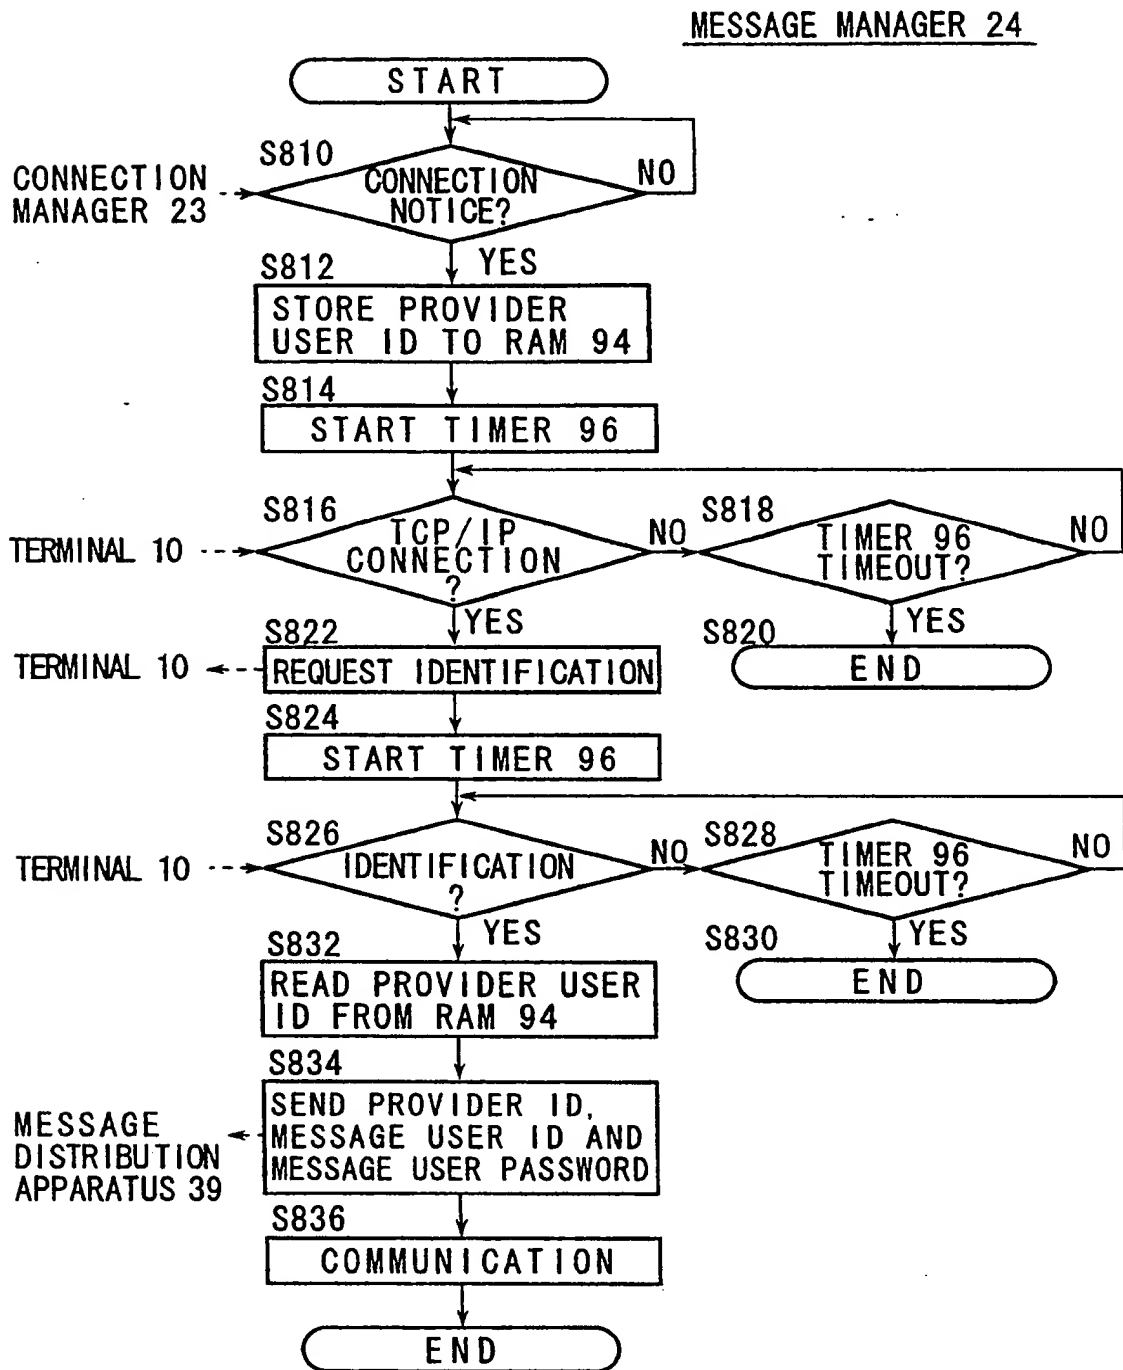 MESSAGE MANAGER 24
START
S810
CONNECTION
NOTICE?
NO
CONNECTION
MANAGER 23
YES
S812
STORE PROVIDER
USER ID TO RAM 94
S814
START TIMER 96
S816
TCP/IP
CONNECTION
?
NO
TERMINAL 10
S818
TIMER 96
TIMEOUT?
NO
YES
YES
S820
END
S822
REQUEST IDENTIFICATION
TERMINAL 10
S824
START TIMER 96
S826
IDENTIFICATION
?
NO
TERMINAL 10
S828
TIMER 96
TIMEOUT?
NO
YES
YES
S830
END
S832
READ PROVIDER USER
ID FROM RAM 94
S834
SEND PROVIDER ID,
MESSAGE USER ID AND
MESSAGE USER PASSWORD
MESSAGE
DISTRIBUTION
APPARATUS 39
S836
COMMUNICATION
END